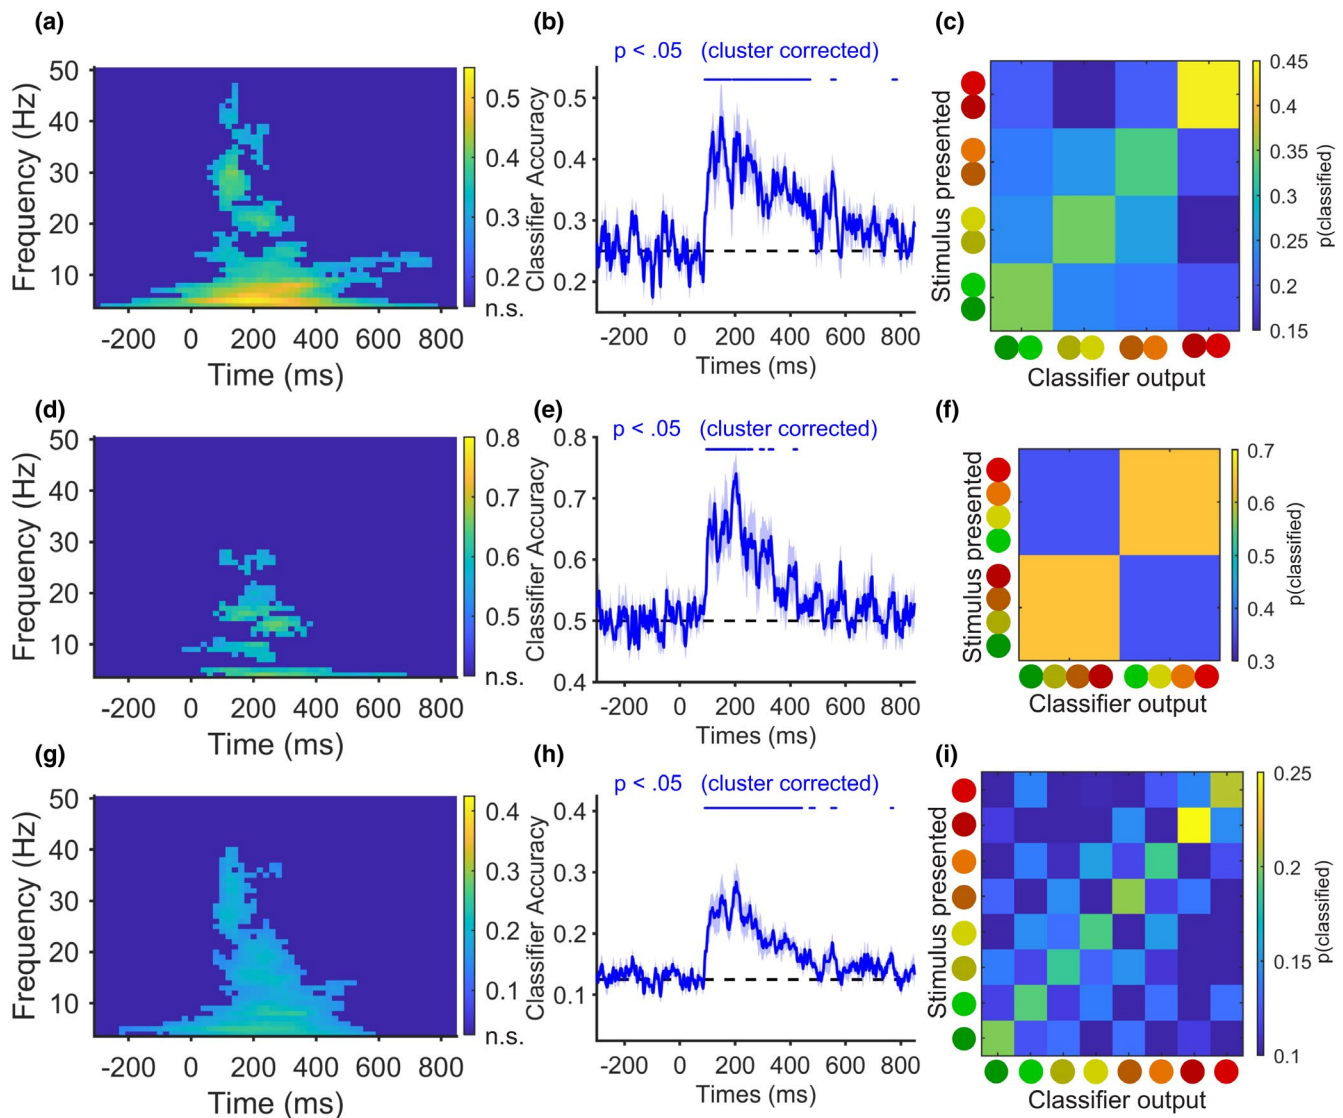 (a)
50
40
30
20
10
Frequency (Hz)
-200 0 200 400 600 800
Time (ms)
0.5
0.4
0.3
0.2
n.s.
(b)
p < .05 (cluster corrected)
0.5
0.4
0.3
0.2
Classifier Accuracy
-200 0 200 400 600 800
Times (ms)
(c)
Stimulus presented
Classifier output
0.45
0.4
0.35
0.3
0.25
0.2
0.15
p(classified)
(d)
50
40
30
20
10
Frequency (Hz)
-200 0 200 400 600 800
Time (ms)
0.8
0.7
0.6
0.5
n.s.
(e)
p < .05 (cluster corrected)
0.8
0.7
0.6
0.5
0.4
Classifier Accuracy
-200 0 200 400 600 800
Times (ms)
(f)
Stimulus presented
Classifier output
0.7
0.6
0.5
0.4
0.3
p(classified)
(g)
50
40
30
20
10
Frequency (Hz)
-200 0 200 400 600 800
Time (ms)
0.4
0.3
0.2
0.1
n.s.
(h)
p < .05 (cluster corrected)
0.4
0.3
0.2
0.1
Classifier Accuracy
-200 0 200 400 600 800
Times (ms)
(i)
Stimulus presented
Classifier output
0.25
0.2
0.15
0.1
p(classified)